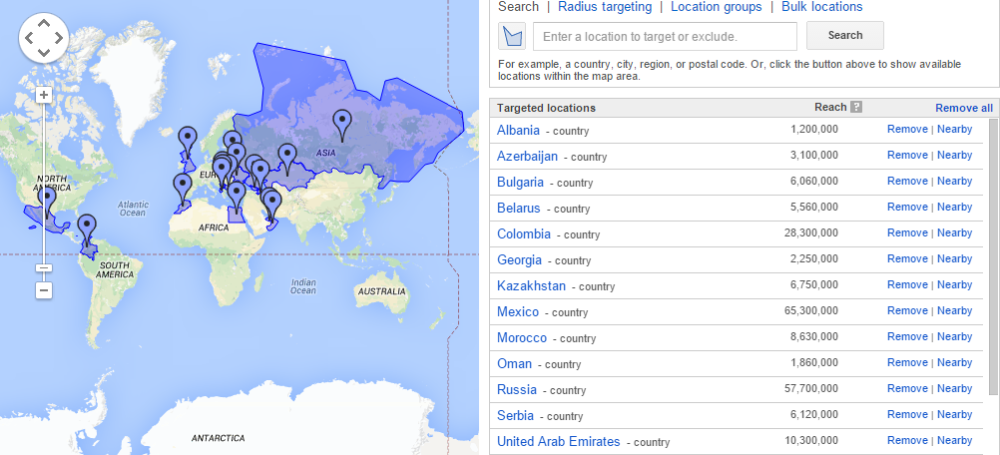 NORTH
AMERICA
Atlantic
Ocean
EUR
ASIA
AFRICA
SOUTH
AMERICA
Indian
Ocean
AUSTRALIA
ANTARCTICA
Search | Radius targeting | Location groups | Bulk locations
Enter a location to target or exclude. Search
For example, a country, city, region, or postal code. Or, click the button above to show available
locations within the map area.
Targeted locations Reach ? Remove all
Albania - country 1,200,000 Remove | Nearby
Azerbaijan - country 3,100,000 Remove | Nearby
Bulgaria - country 6,060,000 Remove | Nearby
Belarus - country 5,560,000 Remove | Nearby
Colombia - country 28,300,000 Remove | Nearby
Georgia - country 2,250,000 Remove | Nearby
Kazakhstan - country 6,750,000 Remove | Nearby
Mexico - country 65,300,000 Remove | Nearby
Morocco - country 8,630,000 Remove | Nearby
Oman - country 1,860,000 Remove | Nearby
Russia - country 57,700,000 Remove | Nearby
Serbia - country 6,120,000 Remove | Nearby
United Arab Emirates - country 10,300,000 Remove | Nearby